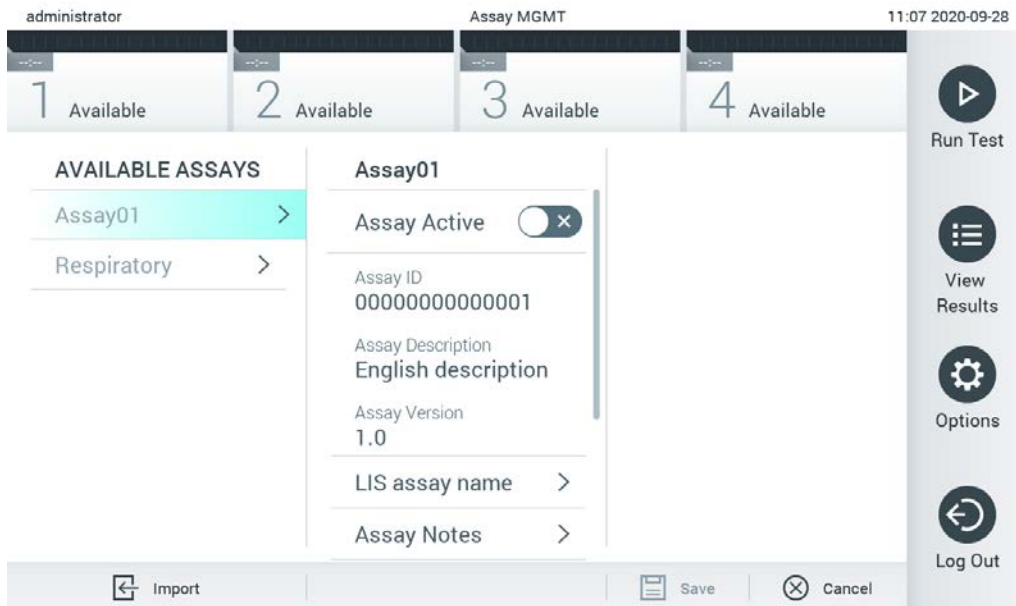 administrator
Assay MGMT
11:07 2020-09-28
--:--
1 Available
--:--
2 Available
--:--
3 Available
--:--
4 Available
AVAILABLE ASSAYS
Assay01
Respiratory
Assay01
Assay Active
Assay ID
00000000000001
Assay Description
English description
Assay Version
1.0
LIS assay name
Assay Notes
Run Test
View
Results
Options
Log Out
Import
Save
Cancel